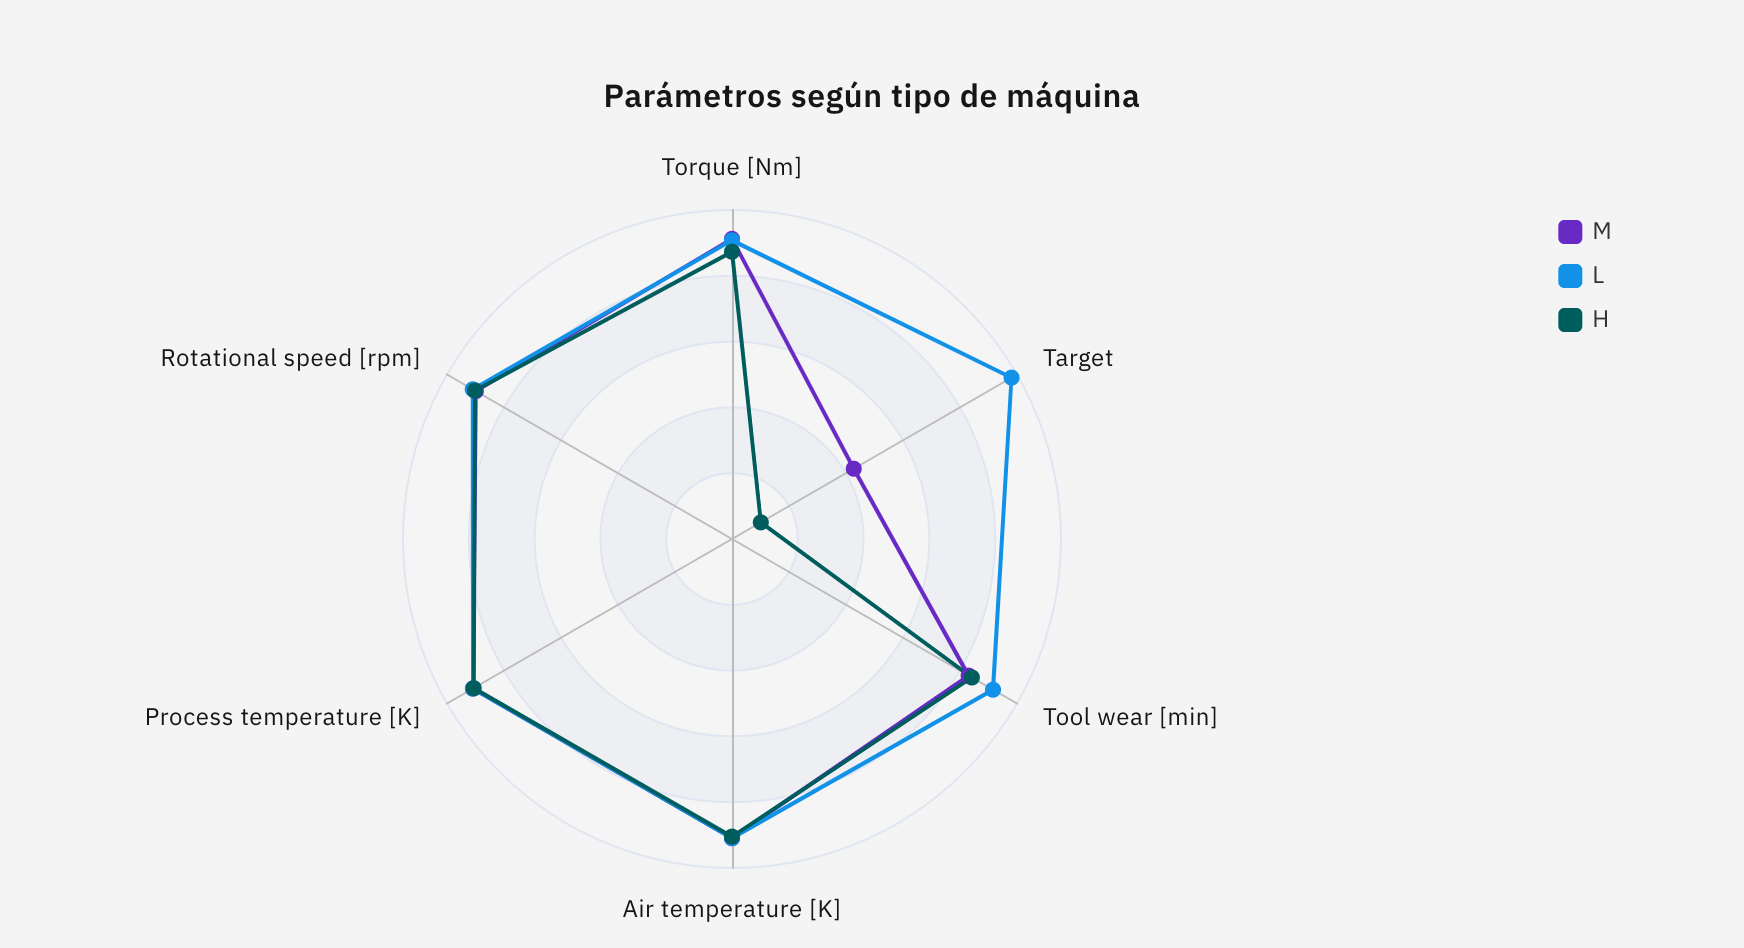 Parámetros según tipo de máquina
Torque [Nm]
M
L
H
Rotational speed [rpm]
Target
Process temperature [K]
Tool wear [min]
Air temperature [K]